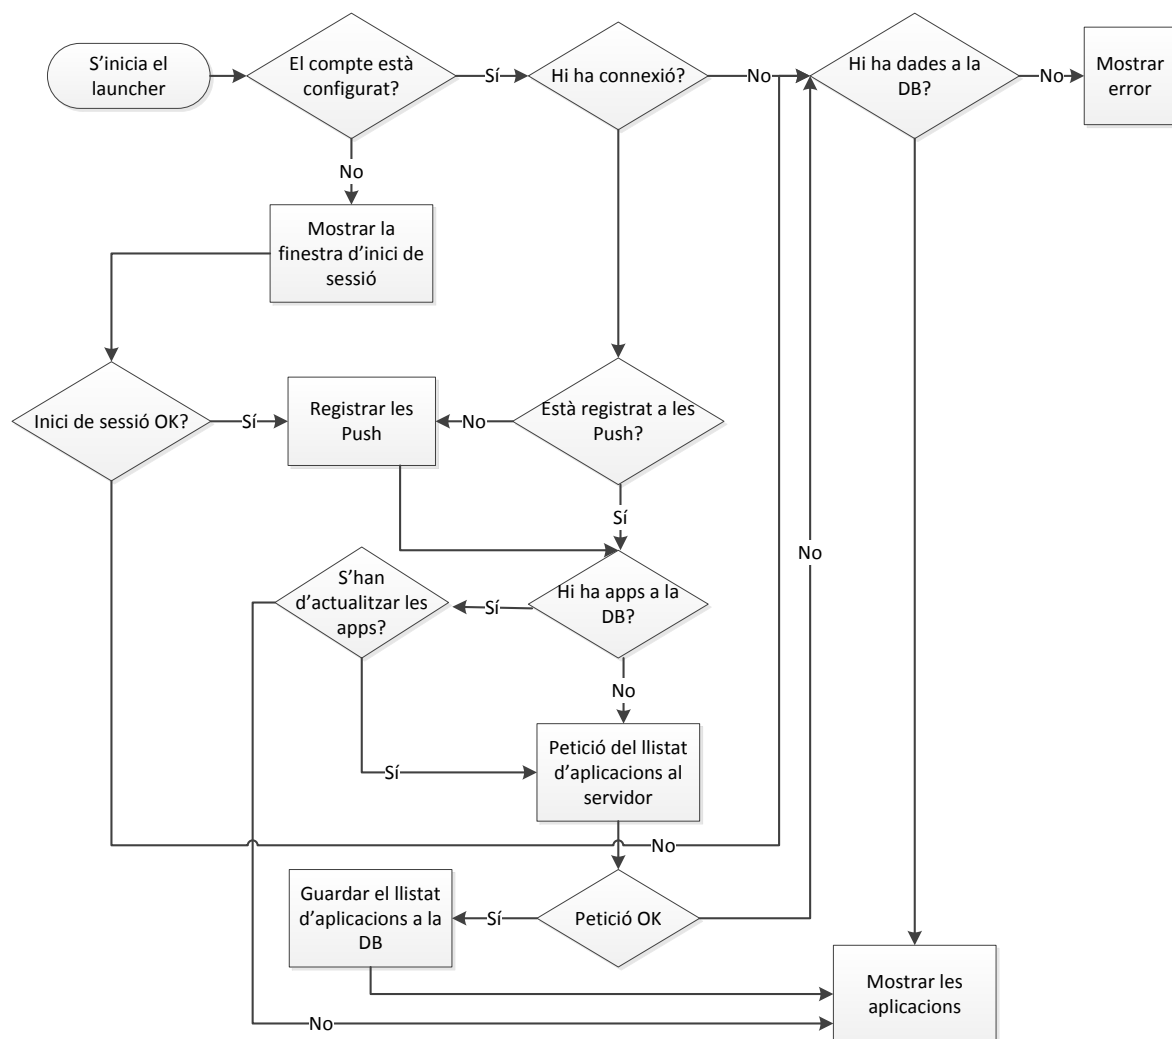 S'inicia el
launcher
El compte està
configurat?
Sí
Hi ha connexió?
No
Hi ha dades a la
DB?
No
Mostrar
error
No
Mostrar la
finestra d'inici de
sessió
Inici de sessió OK?
Sí
Registrar les
Push
No
Està registrat a les
Push?
Sí
No
S'han
d'actualitzar les
apps?
Sí
Hi ha apps a la
DB?
No
Sí
Petició del llistat
d'aplicacions al
servidor
No
Guardar el llistat
d'aplicacions a la
DB
Sí
Petició OK
Mostrar les
aplicacions
No